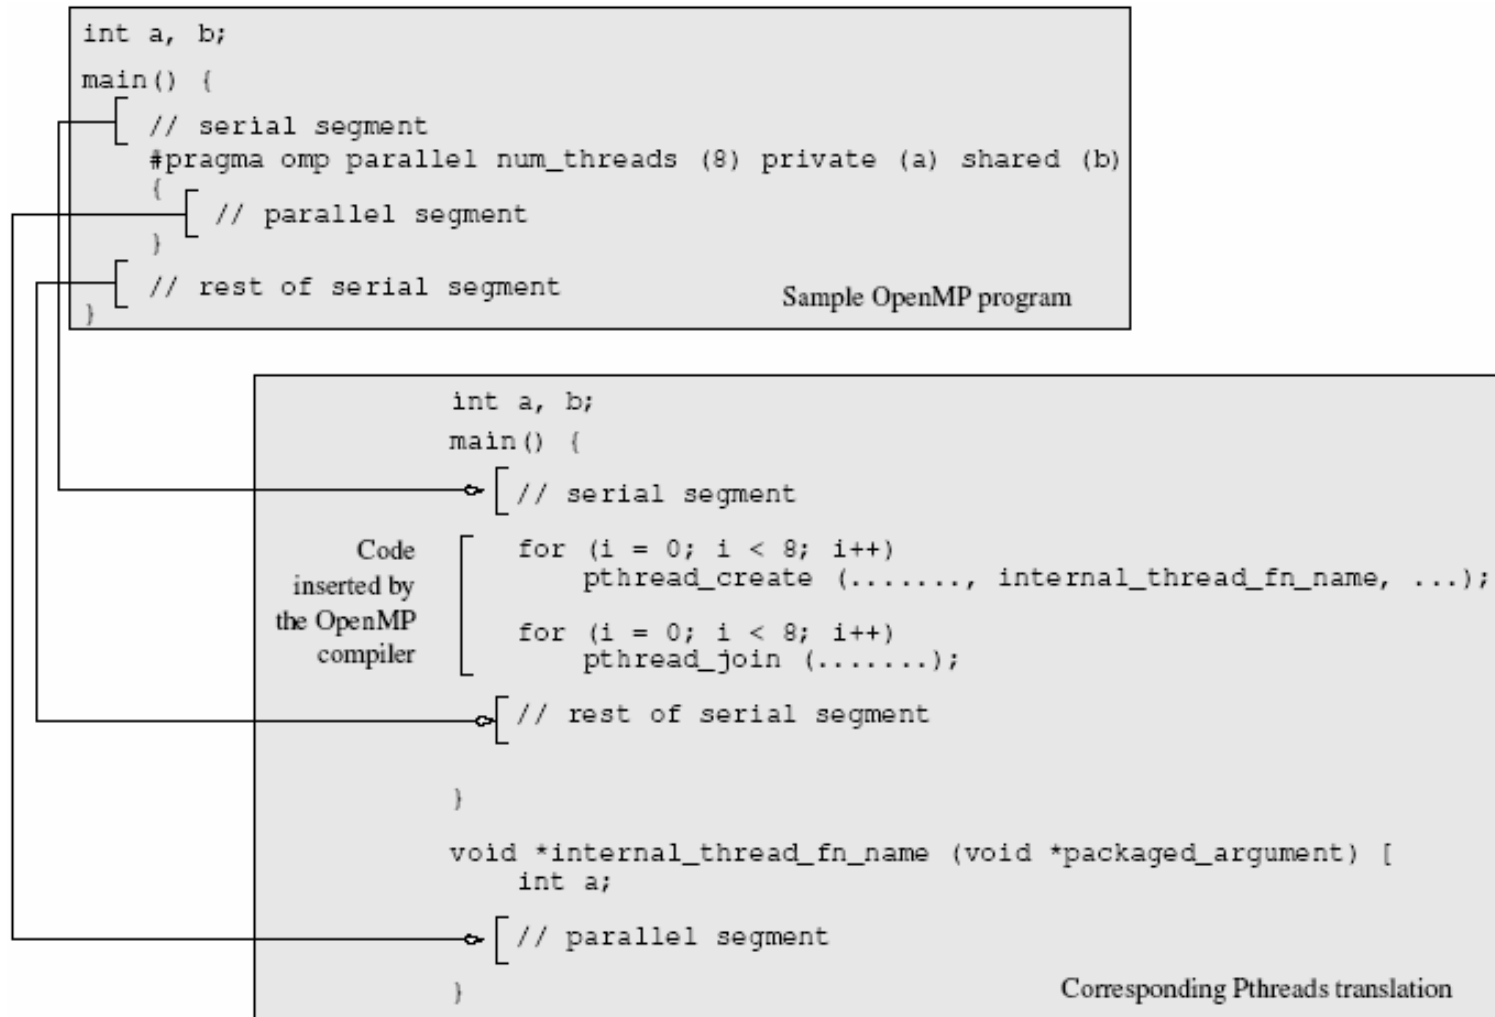 int a, b;
main() {
// serial segment
#pragma omp parallel num_threads (8) private (a) shared (b)
{
// parallel segment
}
// rest of serial segment
Sample OpenMP program
}
int a, b;
main() {
// serial segment
Code
inserted by
the OpenMP
compiler
for (i = 0; i < 8; i++)
pthread_create (......., internal_thread_fn_name, ...);
for (i = 0; i < 8; i++)
pthread_join (.......);
// rest of serial segment
}
void *internal_thread_fn_name (void *packaged_argument) [
int a;
// parallel segment
}
Corresponding Pthreads translation